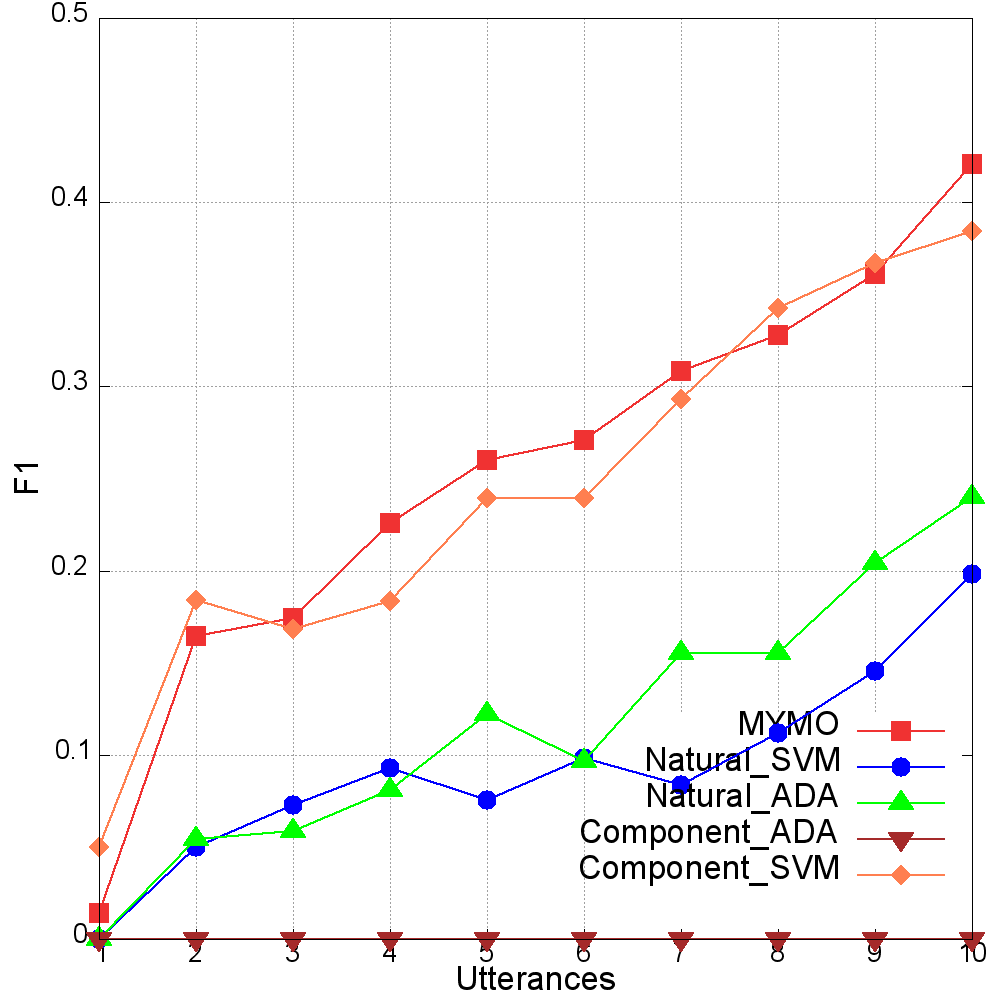 0.5
0.4
0.3
0.2
0.1
0
F1
MYMO
Natural_SVM
Natural_ADA
Component_ADA
Component_SVM
1 2 3 4 5 6 7 8 9 10
Utterances